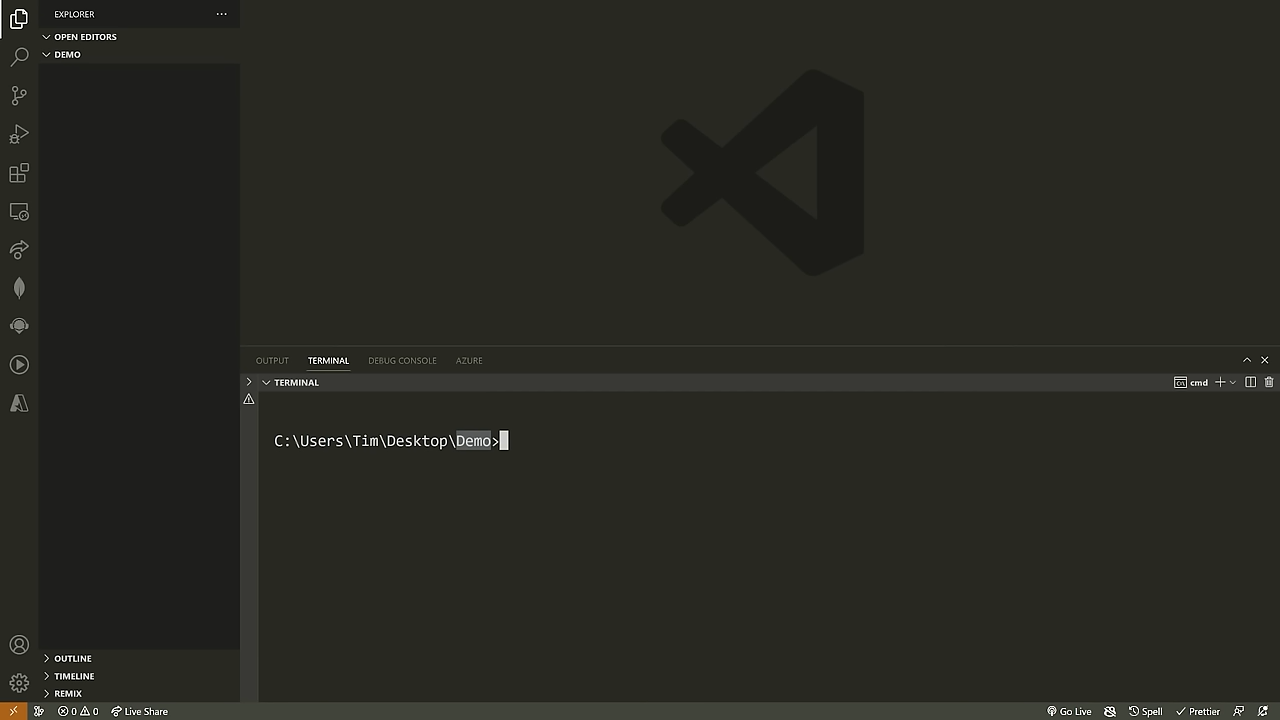 EXPLORER
OPEN EDITORS
DEMO
OUTPUT TERMINAL DEBUG CONSOLE AZURE
TERMINAL
cmd
C:\Users\Tim\Desktop\Demo>
OUTLINE
TIMELINE
REMIX
0 0 Live Share
Go Live Spell Prettier